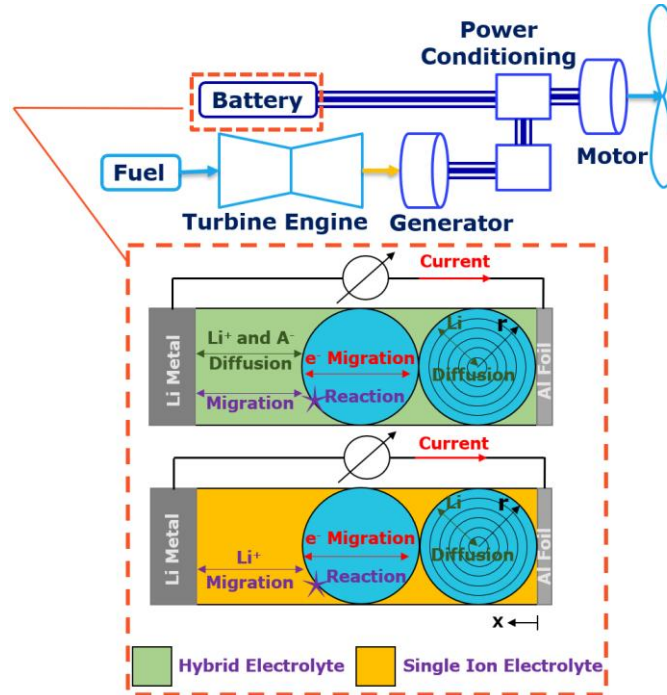 Power
Conditioning
Battery
Motor
Fuel
Turbine Engine
Generator
Current
Li Metal
Li⁺ and A⁻
Diffusion
Migration
e⁻ Migration
Reaction
Li
r
Diffusion
Al Foil
Current
Li Metal
Li⁺
Migration
e⁻ Migration
Reaction
Li
r
Diffusion
Al Foil
x
Hybrid Electrolyte
Single Ion Electrolyte